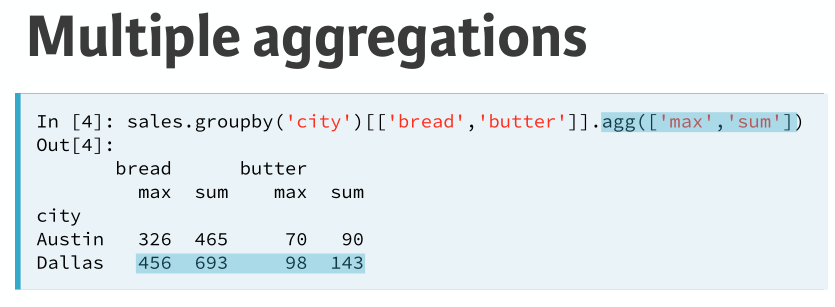 Multiple aggregations
In [4]: sales.groupby('city')[['bread','butter']].agg(['max','sum'])
Out[4]:
       bread      butter
         max  sum    max  sum
city
Austin   326  465     70   90
Dallas   456  693     98  143